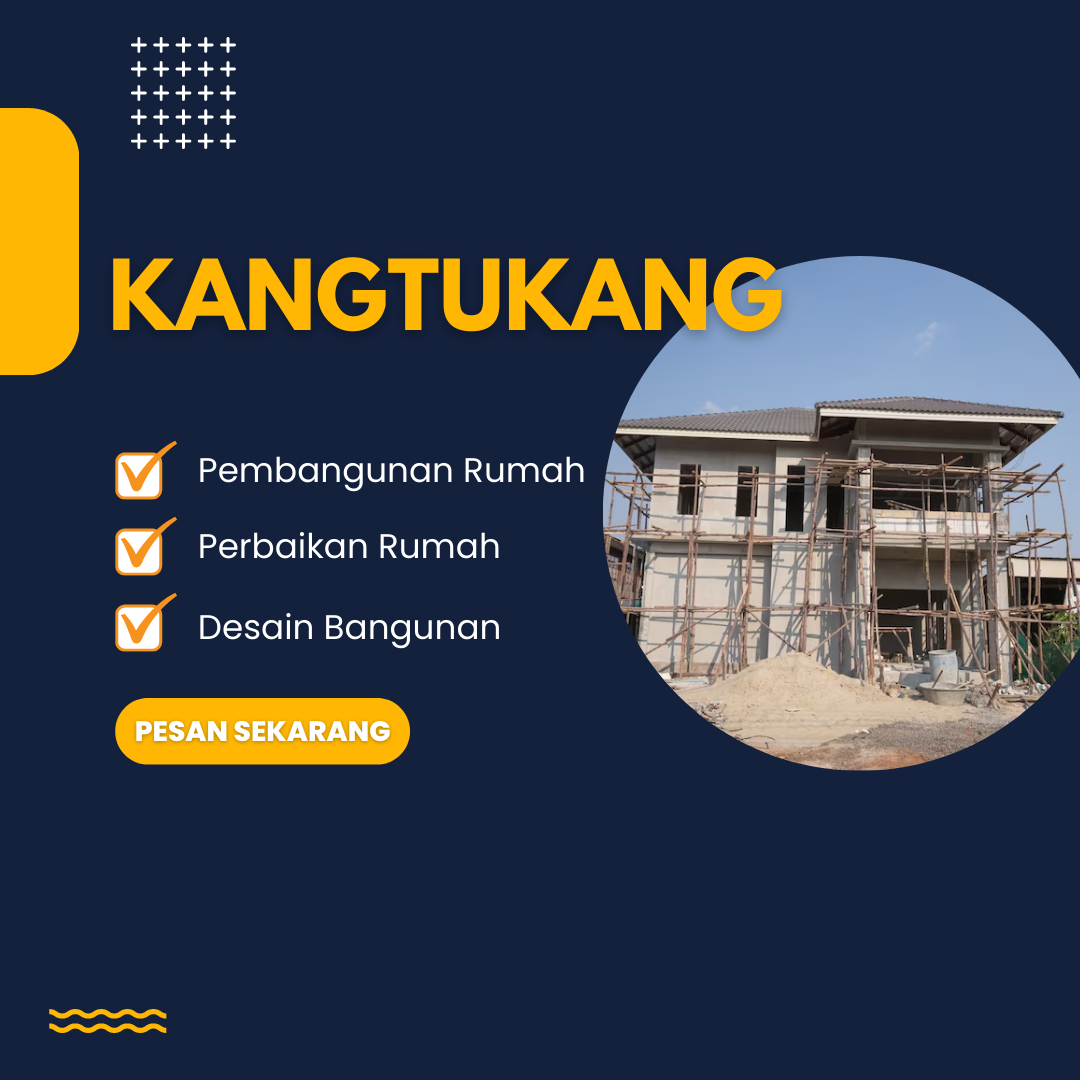 KANGTUKANG
Pembangunan Rumah
Perbaikan Rumah
Desain Bangunan
PESAN SEKARANG